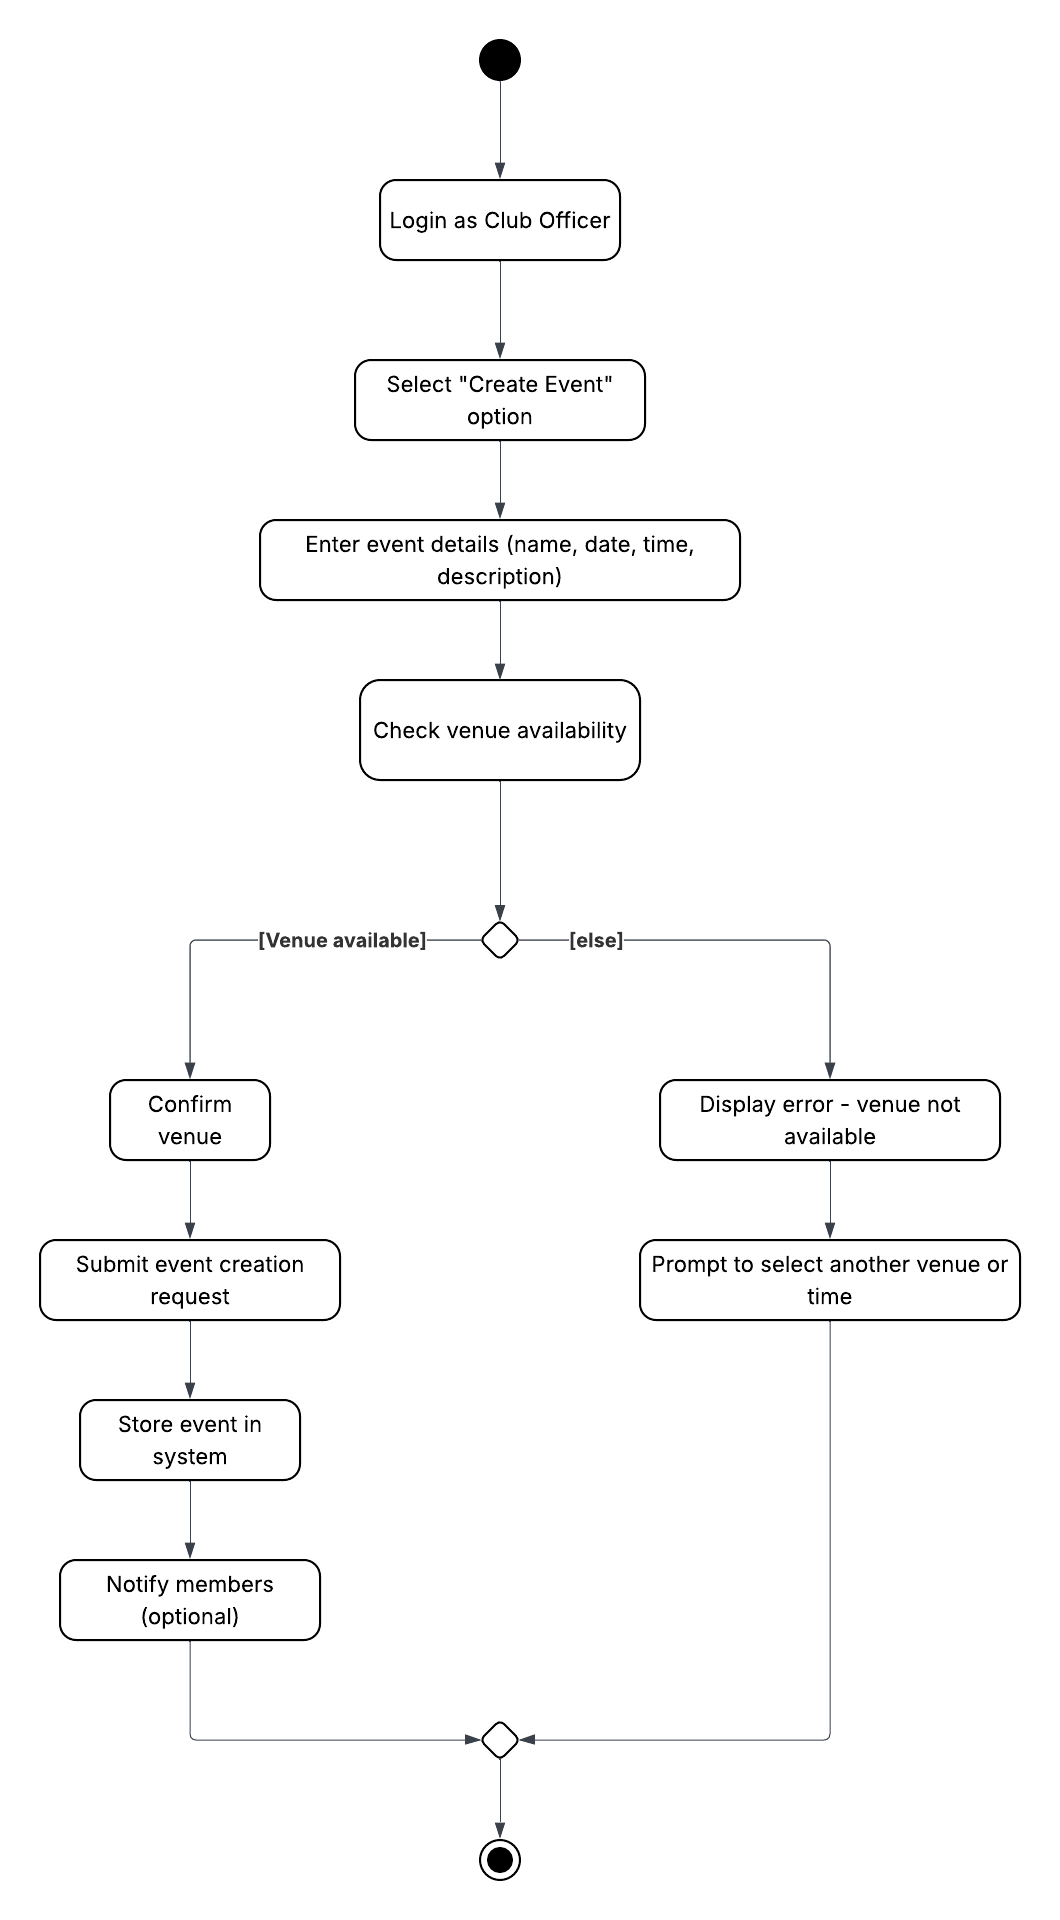 Login as Club Officer
Select "Create Event"
option
Enter event details (name, date, time,
description)
Check venue availability
[Venue available]
[else]
Confirm
venue
Display error - venue not
available
Submit event creation
request
Prompt to select another venue or
time
Store event in
system
Notify members
(optional)